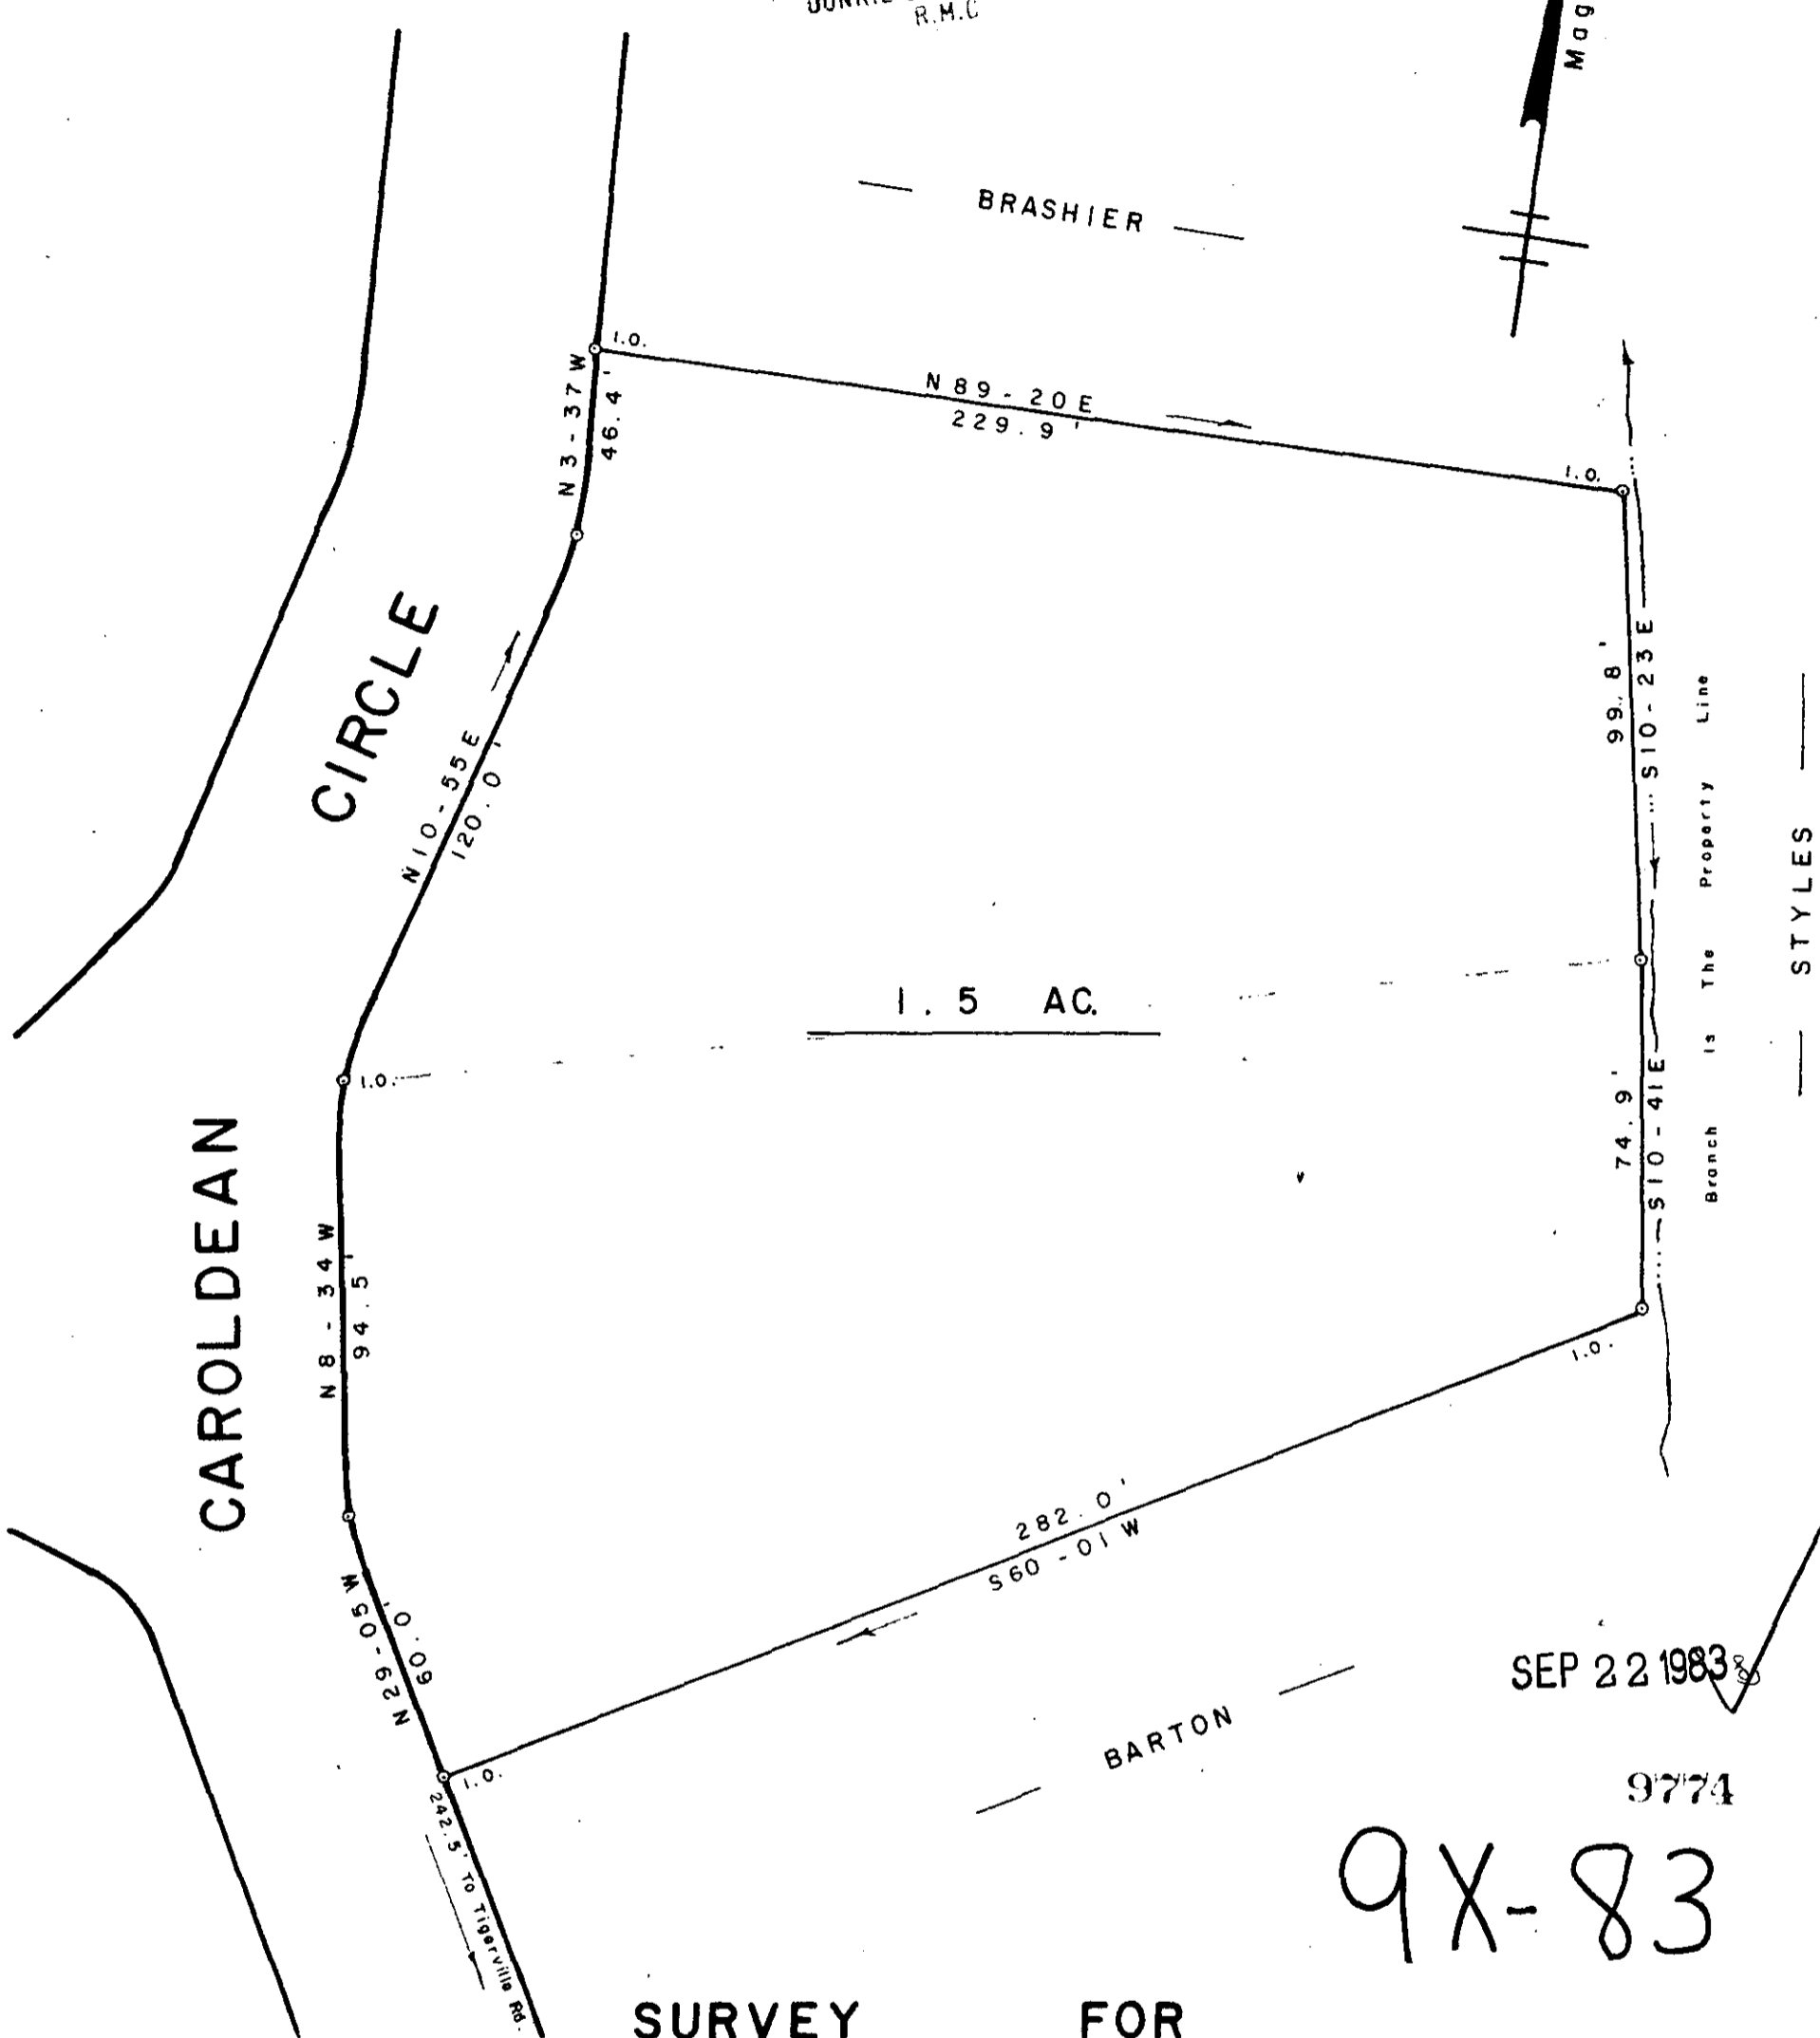 R.M.C
Mag
BRASHIER
I.O.
N 3 - 37 W
46.4'
N 89 - 20 E
229.9'
I.O.
CIRCLE
N 10 - 55 E
120.0'
99.8'
S 10 - 23 E
Branch Is The Property Line
STYLES
1.5 AC.
I.O.
CAROLDEAN
N 8 - 34 W
94.5'
74.9'
S 10 - 41 E
I.O.
282.0'
S 60 - 01 W
N 29 - 05 W
60.0'
I.O.
242.5' To Tigerville Rd.
BARTON
SEP 22 1983
9774
9X-83
SURVEY FOR